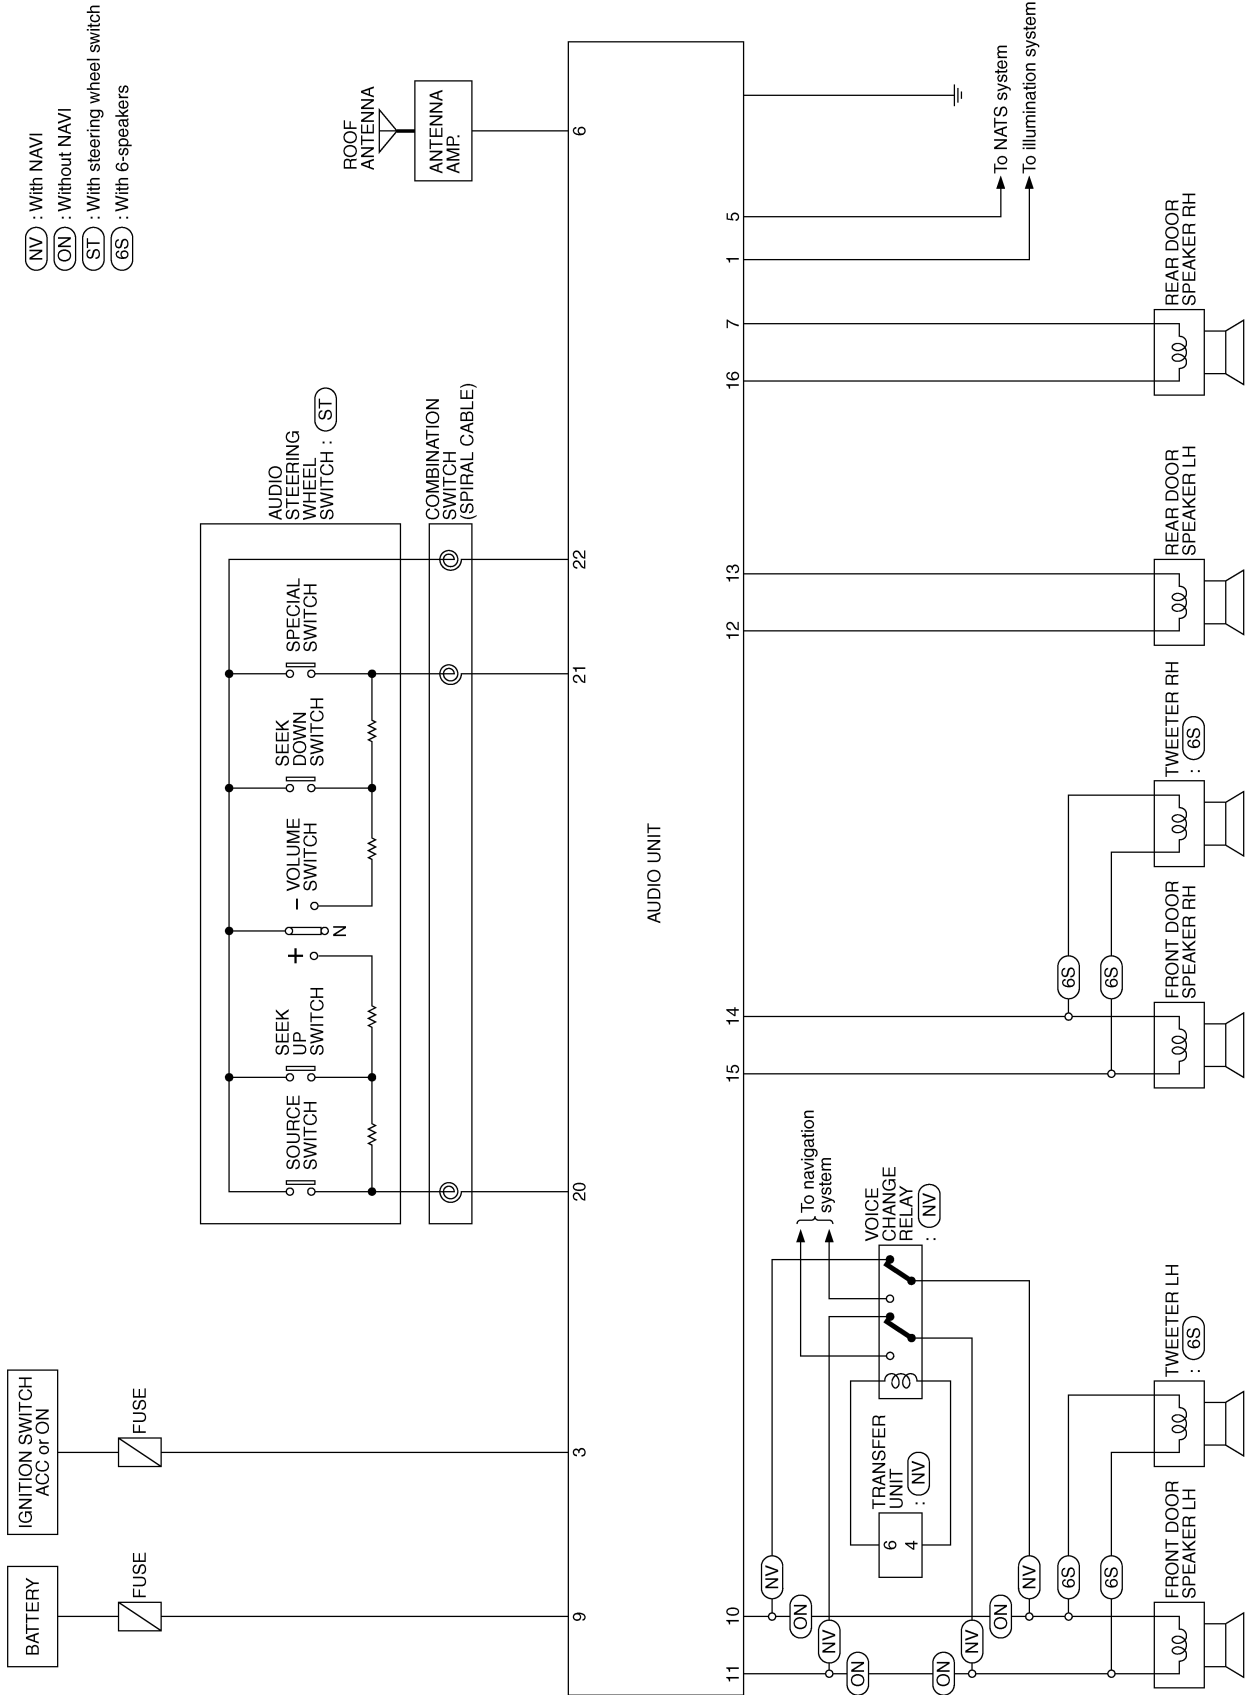 BATTERY
FUSE
IGNITION SWITCH
ACC or ON
FUSE
AUDIO
STEERING
WHEEL
SWITCH : ST
SOURCE
SWITCH
SEEK
UP
SWITCH
+
N
−
VOLUME
SWITCH
SEEK
DOWN
SWITCH
SPECIAL
SWITCH
COMBINATION
SWITCH
(SPIRAL CABLE)
ROOF
ANTENNA
ANTENNA
AMP.
NV : With NAVI
ON : Without NAVI
ST : With steering wheel switch
6S : With 6-speakers
9
3
20
21
22
6
AUDIO UNIT
11
10
15
14
12
13
16
7
1
5
To NATS system
To illumination system
To navigation
system
VOICE
CHANGE
RELAY
: NV
TRANSFER
UNIT
: NV
6
4
NV
ON
NV
ON
ON
NV
ON
NV
6S
6S
6S
6S
FRONT DOOR
SPEAKER LH
TWEETER LH
: 6S
FRONT DOOR
SPEAKER RH
TWEETER RH
: 6S
REAR DOOR
SPEAKER LH
REAR DOOR
SPEAKER RH